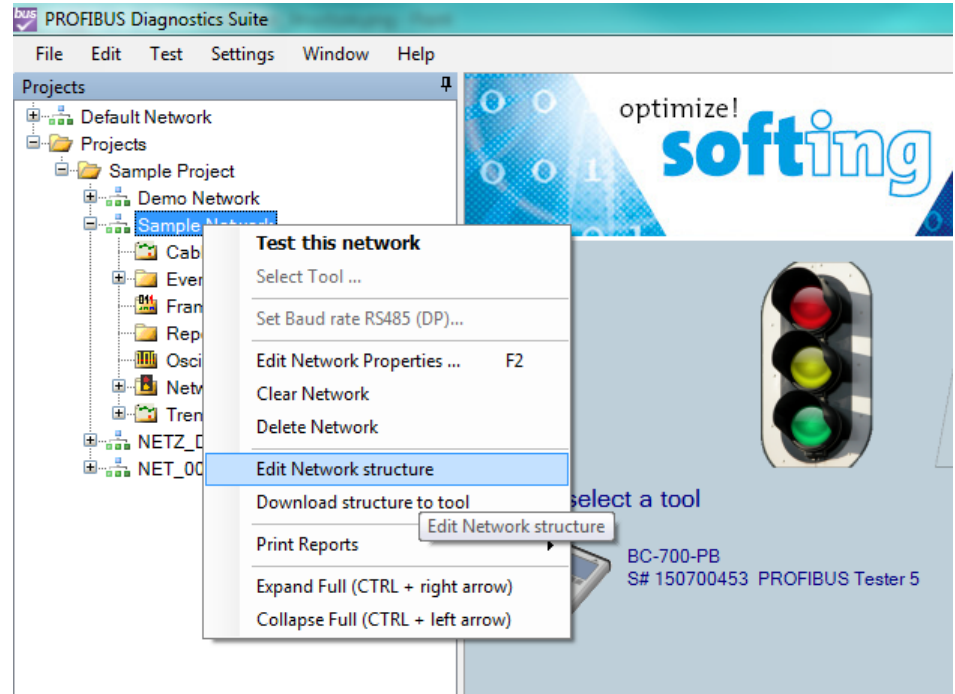 PROFIBUS Diagnostics Suite
File Edit Test Settings Window Help
Projects
Default Network
Projects
Sample Project
Demo Network
Sample Network
Test this network
Select Tool ...
Set Baud rate RS485 (DP)...
Edit Network Properties ... F2
Clear Network
Delete Network
Edit Network structure
Download structure to tool
Edit Network structure
Print Reports
Expand Full (CTRL + right arrow)
Collapse Full (CTRL + left arrow)
NET_00
optimize!
softing
select a tool
BC-700-PB
S# 150700453 PROFIBUS Tester 5